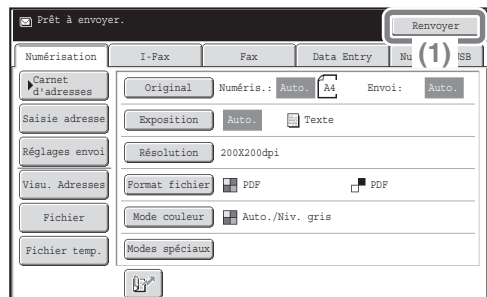 Prêt à envoyer.
Renvoyer
Numérisation I-Fax Fax Data Entry Nu SB
(1)
Carnet
d'adresses
Original Numéris.: Auto. A4 Envoi: Auto.
Saisie adresse Exposition Auto. Texte
Réglages envoi Résolution 200X200dpi
Visu. Adresses Format fichier PDF PDF
Fichier Mode couleur Auto./Niv. gris
Fichier temp. Modes spéciaux